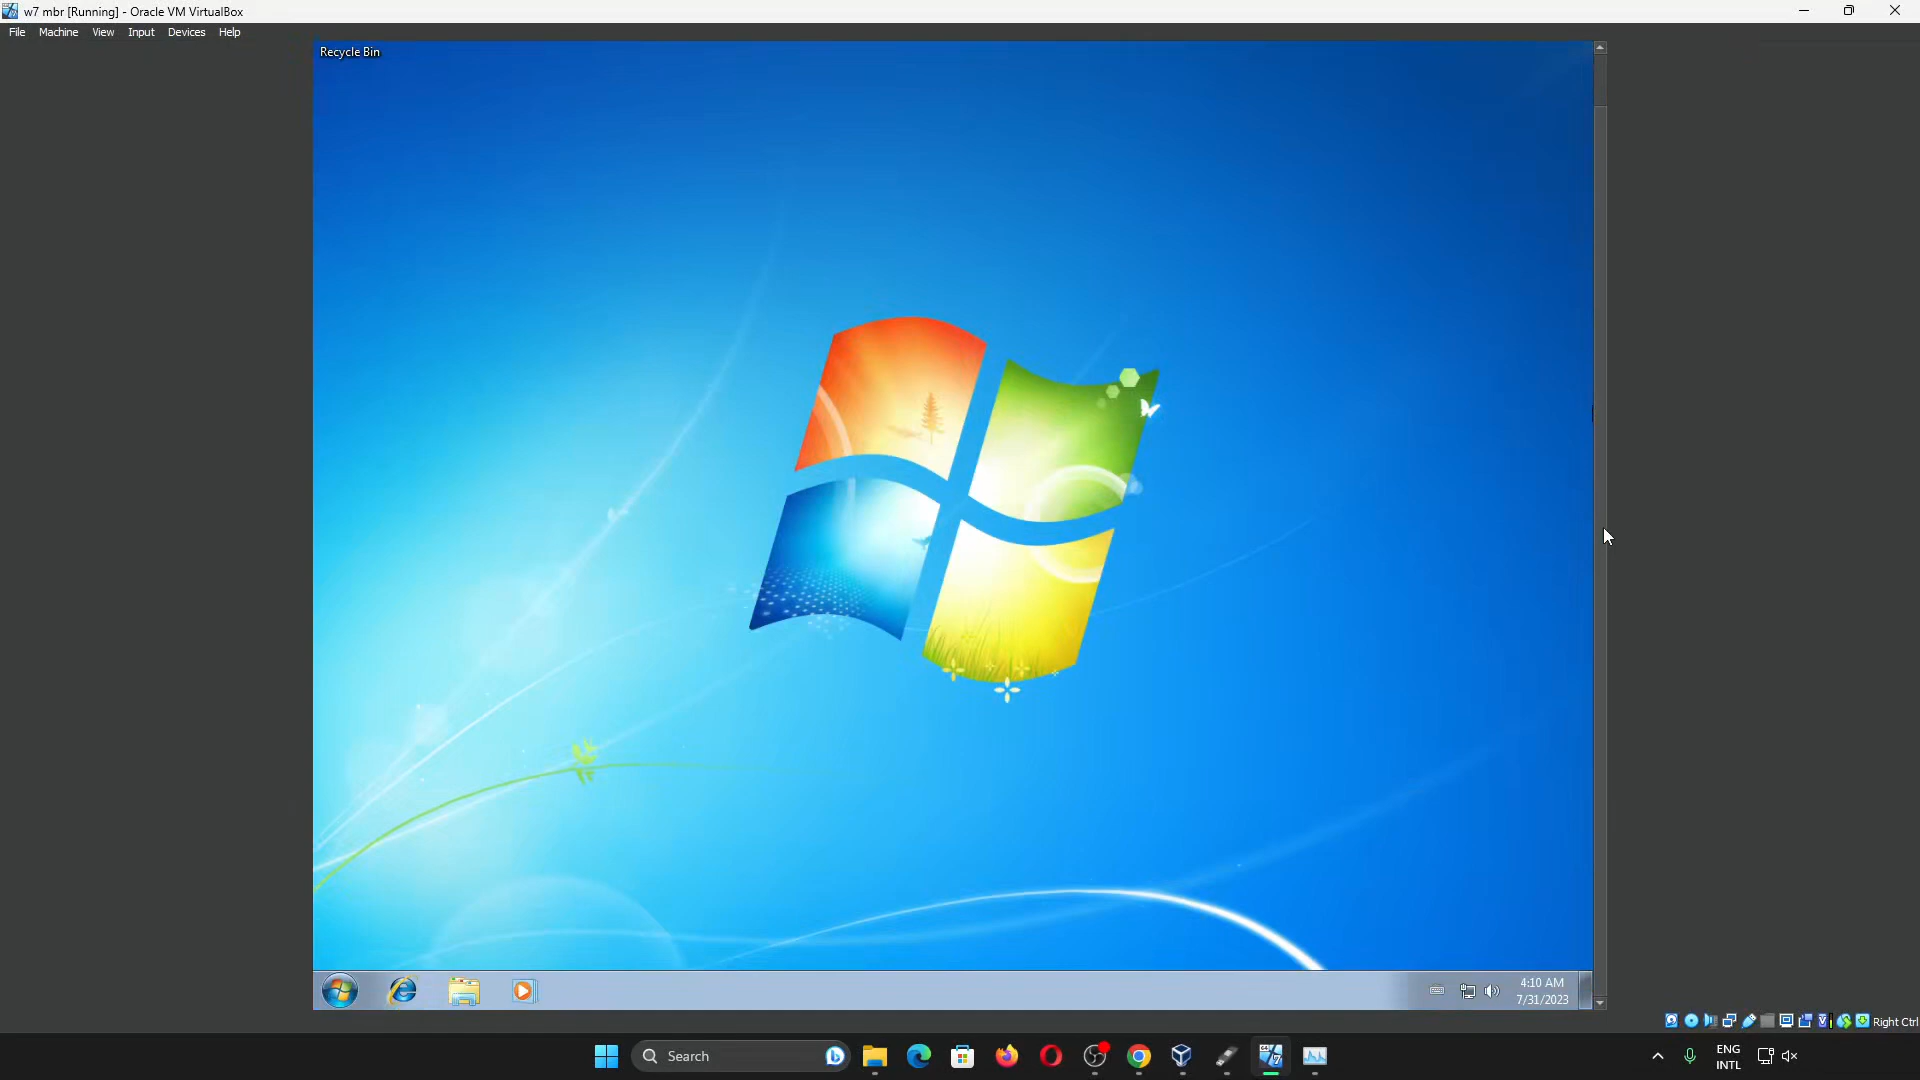 w7 mbr [Running] - Oracle VM VirtualBox
File Machine View Input Devices Help
Recycle Bin
4:10 AM
7/31/2023
Right Ctrl
Search
ENG
INTL